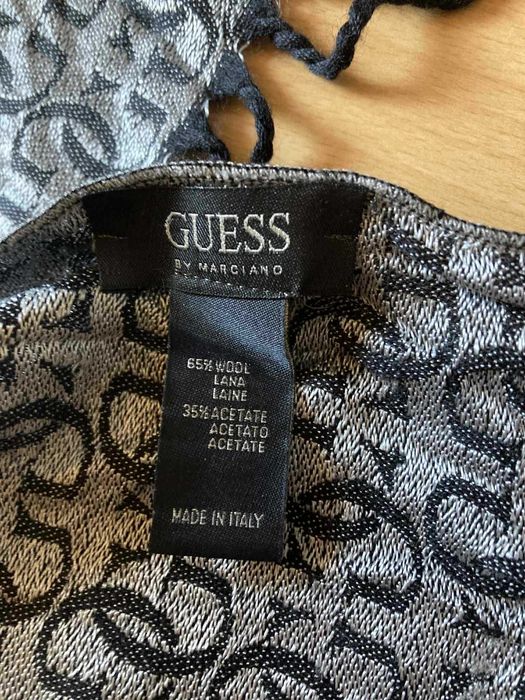 GUESS
BY MARCIANO
65% WOOL
LANA
LAINE
35% ACETATE
ACETATO
ACETATE
MADE IN ITALY